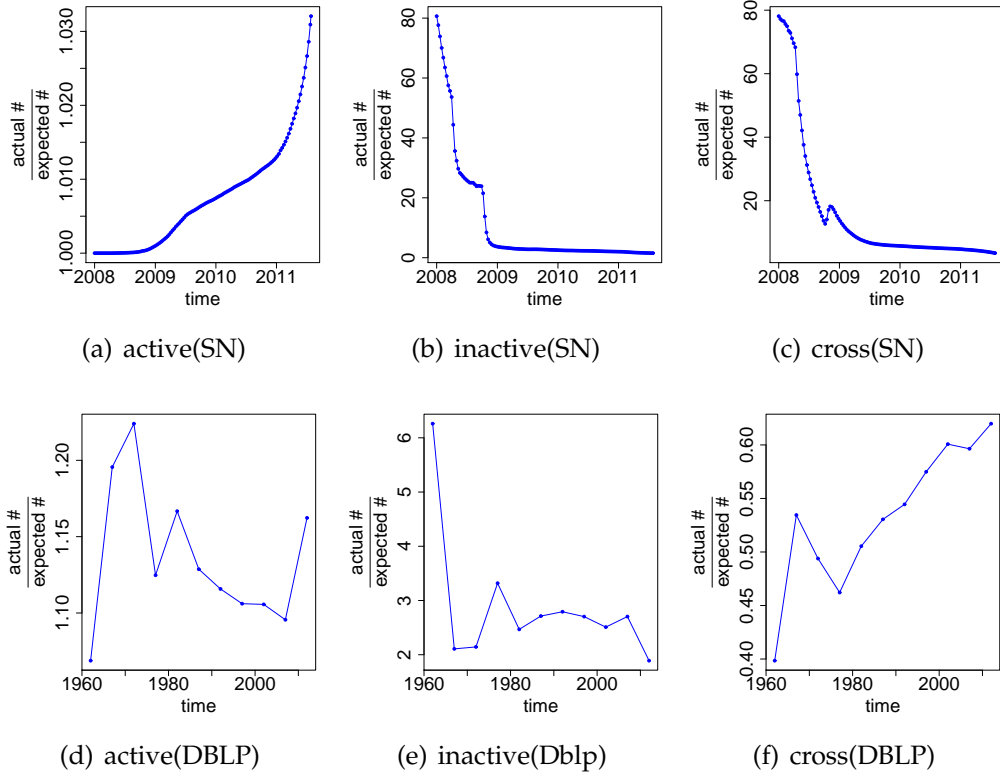 actual #
expected #
1.000 1.010 1.020 1.030
2008 2009 2010 2011
time
(a) active(SN)
actual #
expected #
0 20 40 60 80
2008 2009 2010 2011
time
(b) inactive(SN)
actual #
expected #
20 40 60 80
2008 2009 2010 2011
time
(c) cross(SN)
actual #
expected #
1.10 1.15 1.20
1960 1980 2000
time
(d) active(DBLP)
actual #
expected #
2 3 4 5 6
1960 1980 2000
time
(e) inactive(Dblp)
actual #
expected #
0.40 0.45 0.50 0.55 0.60
1960 1980 2000
time
(f) cross(DBLP)